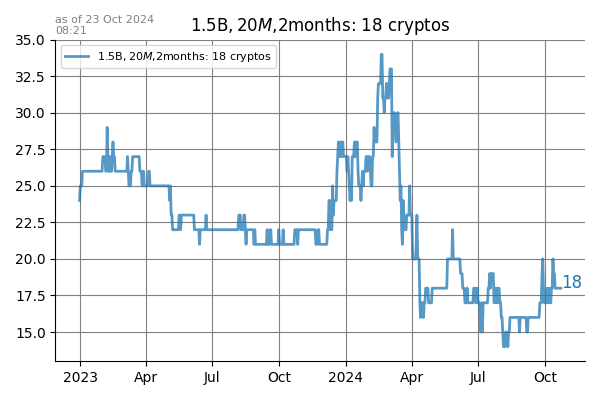 as of 23 Oct 2024
08:21
1.5B, 20M,2months: 18 cryptos
1.5B, 20M,2months: 18 cryptos
35.0
32.5
30.0
27.5
25.0
22.5
20.0
17.5
15.0
18
2023
Apr
Jul
Oct
2024
Apr
Jul
Oct